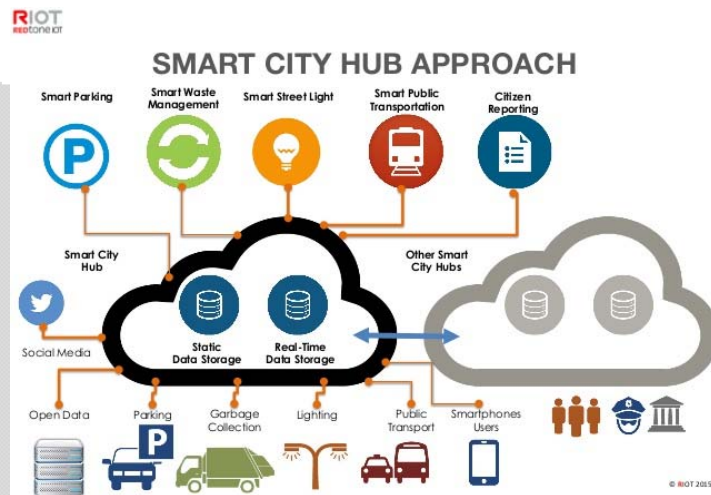 RIOT
REDtone IOT
SMART CITY HUB APPROACH
Smart Parking
Smart Waste
Management
Smart Street Light
Smart Public
Transportation
Citizen
Reporting
P
Smart City
Hub
Other Smart
City Hubs
Static
Data Storage
Real-Time
Data Storage
Social Media
Open Data
Parking
Garbage
Collection
Lighting
Public
Transport
Smartphones
Users
P
© RIOT 2015